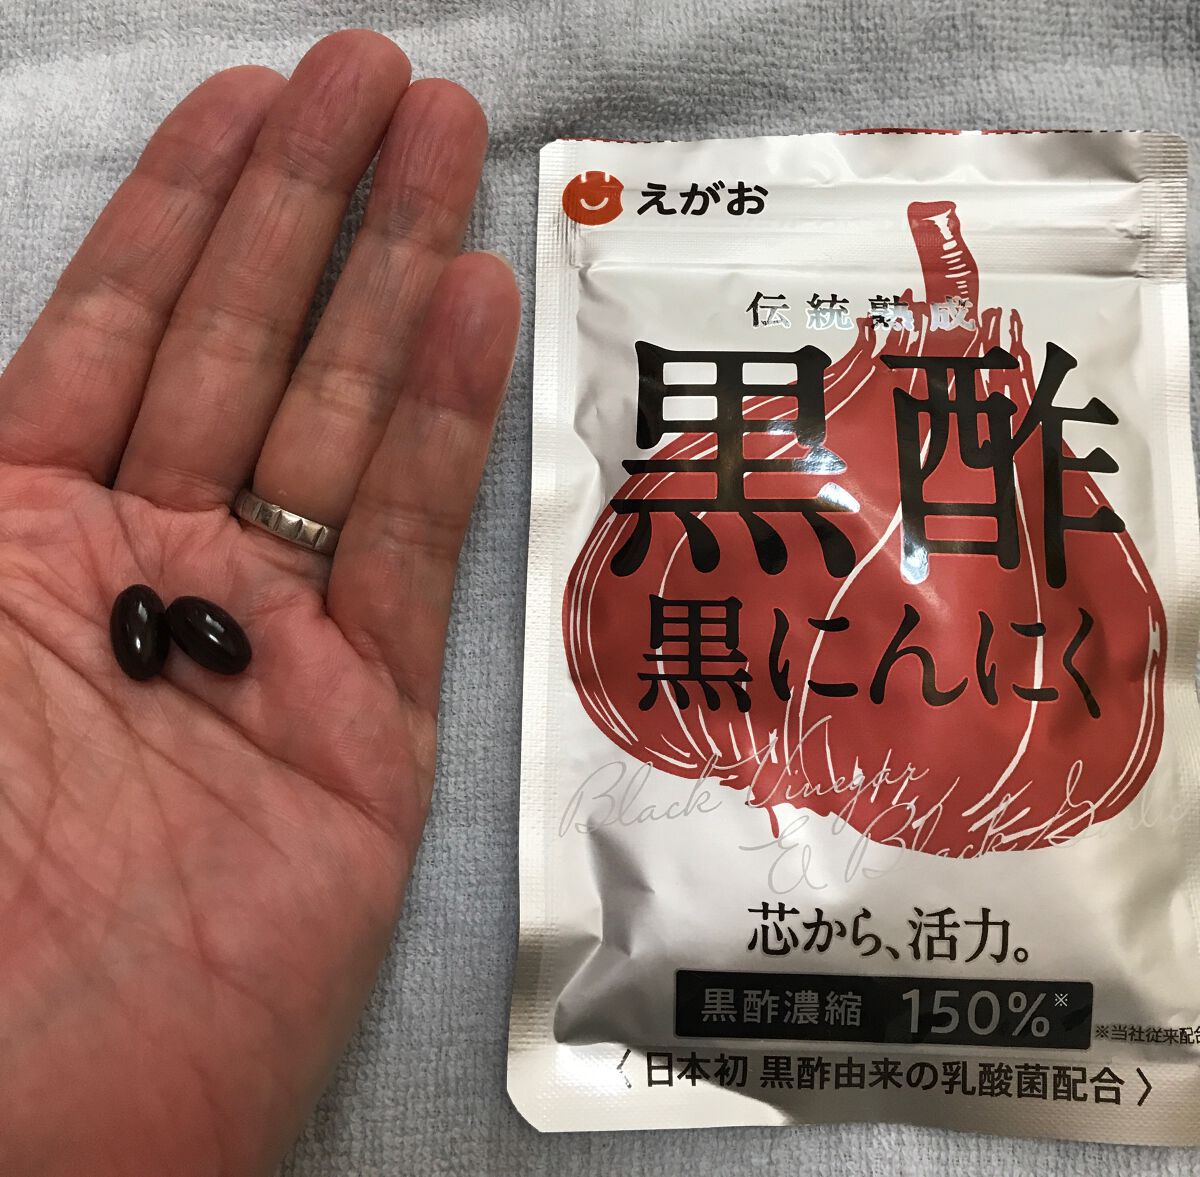 えがお
伝統熟成
黒酢
黒にんにく
Black Vinegar
& Black
芯から、活力。
黒酢濃縮 150%※
※当社従来配合
〈日本初 黒酢由来の乳酸菌配合〉